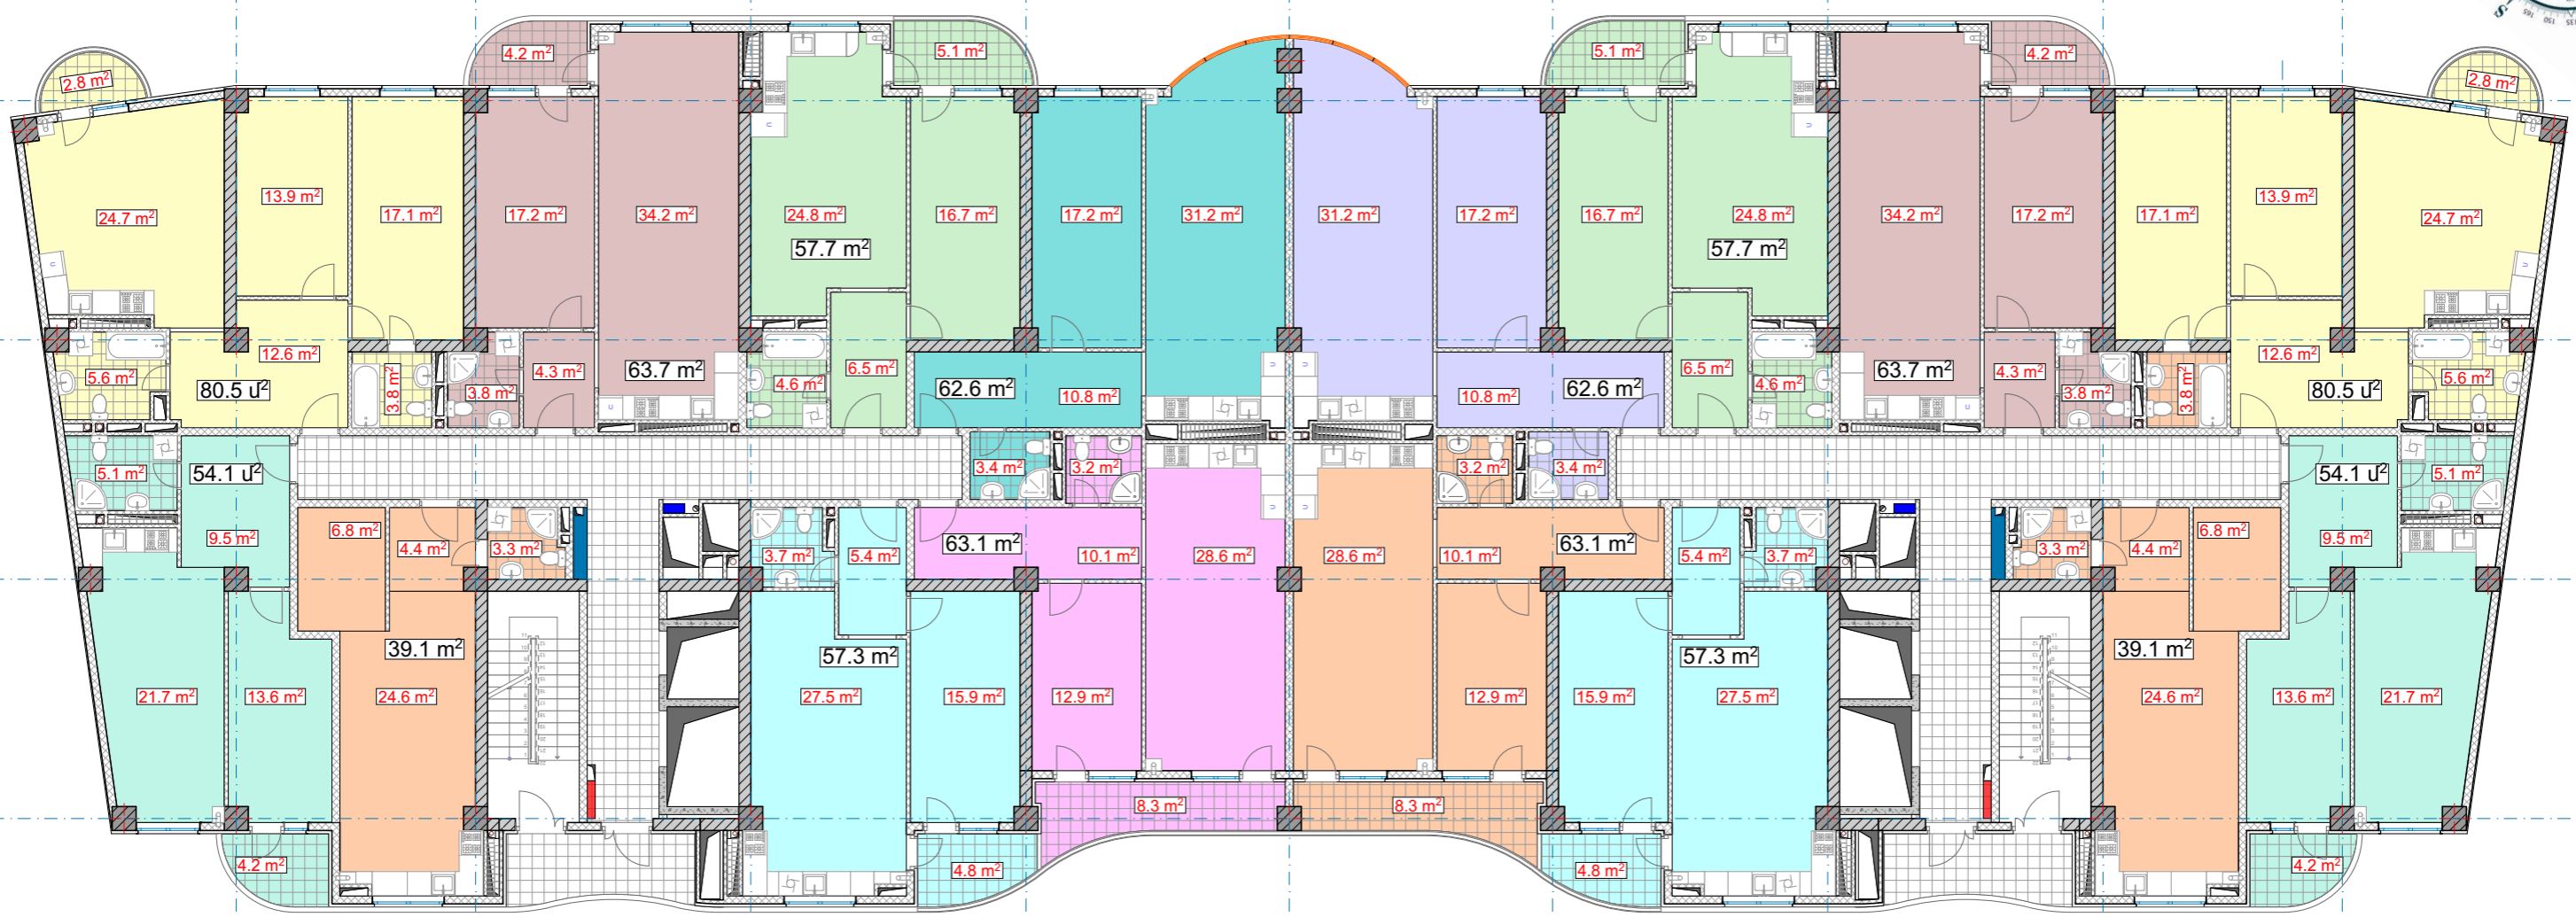 4.2 m²
5.1 m²
5.1 m²
4.2 m²
2.8 m²
2.8 m²
24.7 m²
13.9 m²
17.1 m²
17.2 m²
34.2 m²
24.8 m²
57.7 m²
16.7 m²
17.2 m²
31.2 m²
31.2 m²
17.2 m²
16.7 m²
24.8 m²
57.7 m²
34.2 m²
17.2 m²
17.1 m²
13.9 m²
24.7 m²
5.6 m²
12.6 m²
80.5 u²
3.8 m²
3.8 m²
4.3 m²
63.7 m²
4.6 m²
6.5 m²
62.6 m²
10.8 m²
10.8 m²
62.6 m²
6.5 m²
4.6 m²
63.7 m²
4.3 m²
3.8 m²
3.8 m²
12.6 m²
80.5 u²
5.6 m²
5.1 m²
54.1 u²
3.4 m²
3.2 m²
3.2 m²
3.4 m²
54.1 u²
5.1 m²
9.5 m²
6.8 m²
4.4 m²
3.3 m²
3.7 m²
5.4 m²
63.1 m²
10.1 m²
28.6 m²
28.6 m²
10.1 m²
63.1 m²
5.4 m²
3.7 m²
3.3 m²
4.4 m²
6.8 m²
9.5 m²
39.1 m²
57.3 m²
57.3 m²
39.1 m²
21.7 m²
13.6 m²
24.6 m²
27.5 m²
15.9 m²
12.9 m²
12.9 m²
15.9 m²
27.5 m²
24.6 m²
13.6 m²
21.7 m²
8.3 m²
8.3 m²
4.2 m²
4.8 m²
4.8 m²
4.2 m²